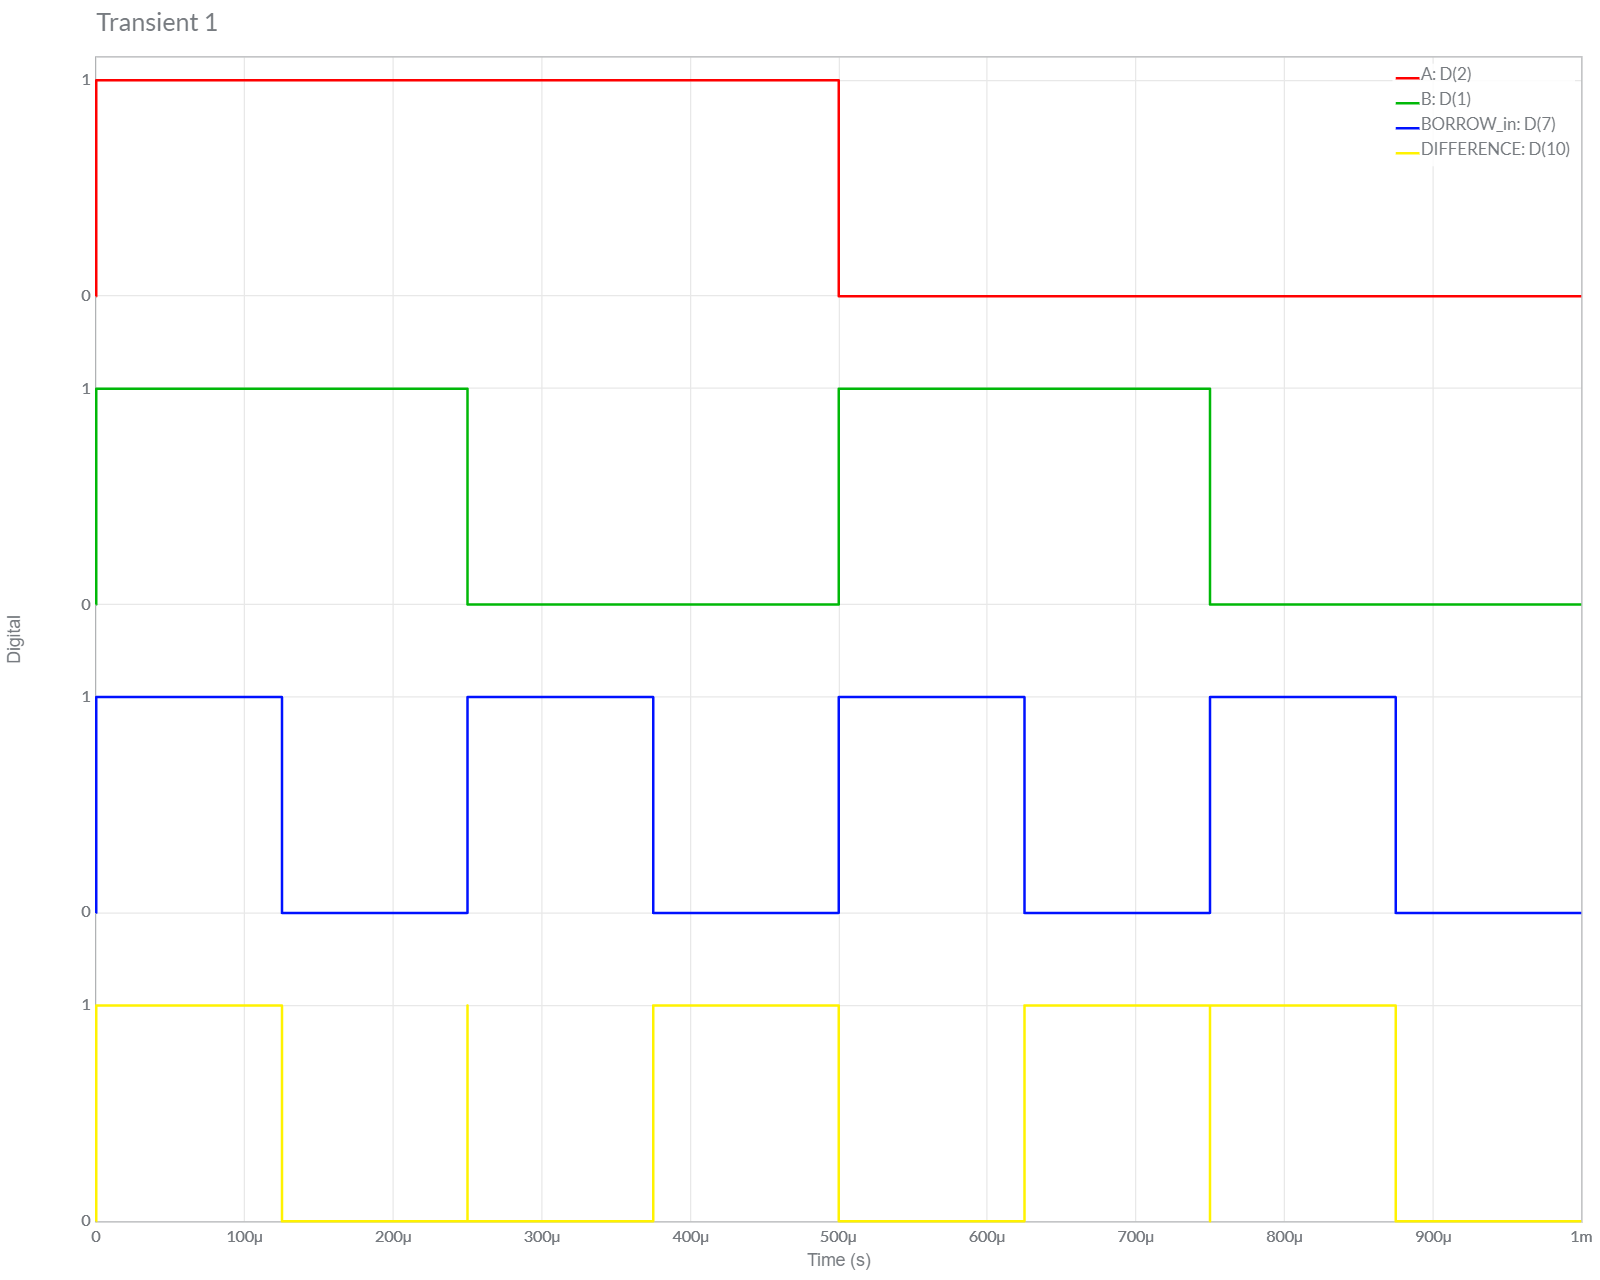 Transient 1
A: D(2)
B: D(1)
BORROW_in: D(7)
DIFFERENCE: D(10)
1
0
1
0
Digital
1
0
1
0
0 100µ 200µ 300µ 400µ 500µ 600µ 700µ 800µ 900µ 1m
Time (s)